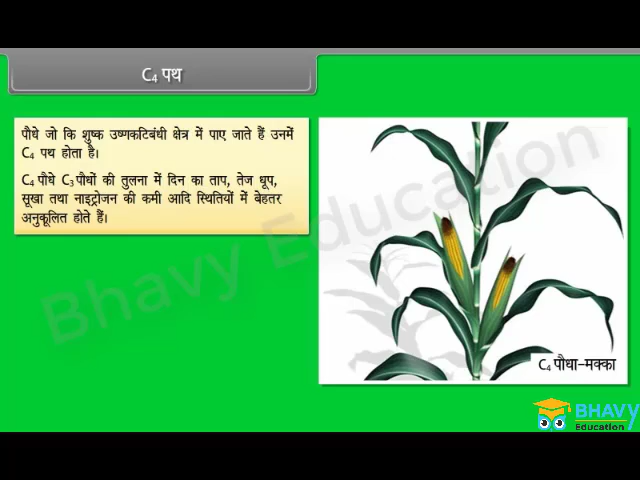 C₄ पथ
पौधे जो कि शुष्क उष्णकटिबंधी क्षेत्र में पाए जाते हैं उनमें
C₄ पथ होता है।
C₄ पौधे C₃ पौधों की तुलना में दिन का ताप, तेज धूप,
सूखा तथा नाइट्रोजन की कमी आदि स्थितियों में बेहतर
अनुकूलित होते हैं।
Bhavy Education
C₄ पौधा-मक्का
BHAVY
Education